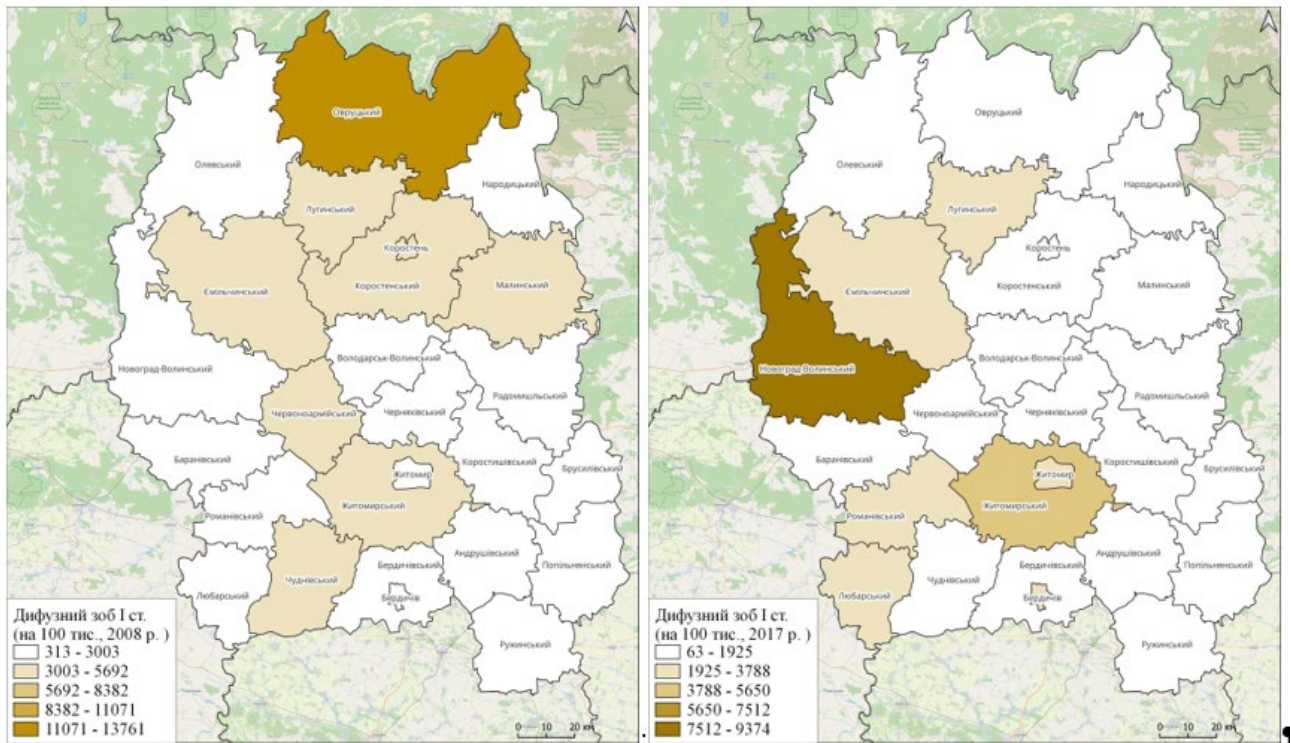 Овруцький
Олевський
Народицький
Лугинський
Коростень
Ємільчинський
Коростенський
Малинський
Володарськ-Волинський
Новоград-Волинський
Радомишльський
Червоноармійський
Черняхівський
Баранівський
Житомир
Коростишівський
Брусилівський
Романівський
Житомирський
Андрушівський
Чуднівський
Бердичівський
Попільнянський
Любарський
Бердичів
Ружинський
Дифузний зоб І ст.
(на 100 тис., 2008 р. )
313 - 3003
3003 - 5692
5692 - 8382
8382 - 11071
11071 - 13761
0 10 20 км
.
Овруцький
Олевський
Народицький
Лугинський
Коростень
Ємільчинський
Коростенський
Малинський
Володарськ-Волинський
Новоград-Волинський
Радомишльський
Червоноармійський
Черняхівський
Баранівський
Житомир
Коростишівський
Брусилівський
Романівський
Житомирський
Андрушівський
Чуднівський
Бердичівський
Попільнянський
Любарський
Бердичів
Ружинський
Дифузний зоб І ст.
(на 100 тис., 2017 р. )
63 - 1925
1925 - 3788
3788 - 5650
5650 - 7512
7512 - 9374
0 10 20 км
¶